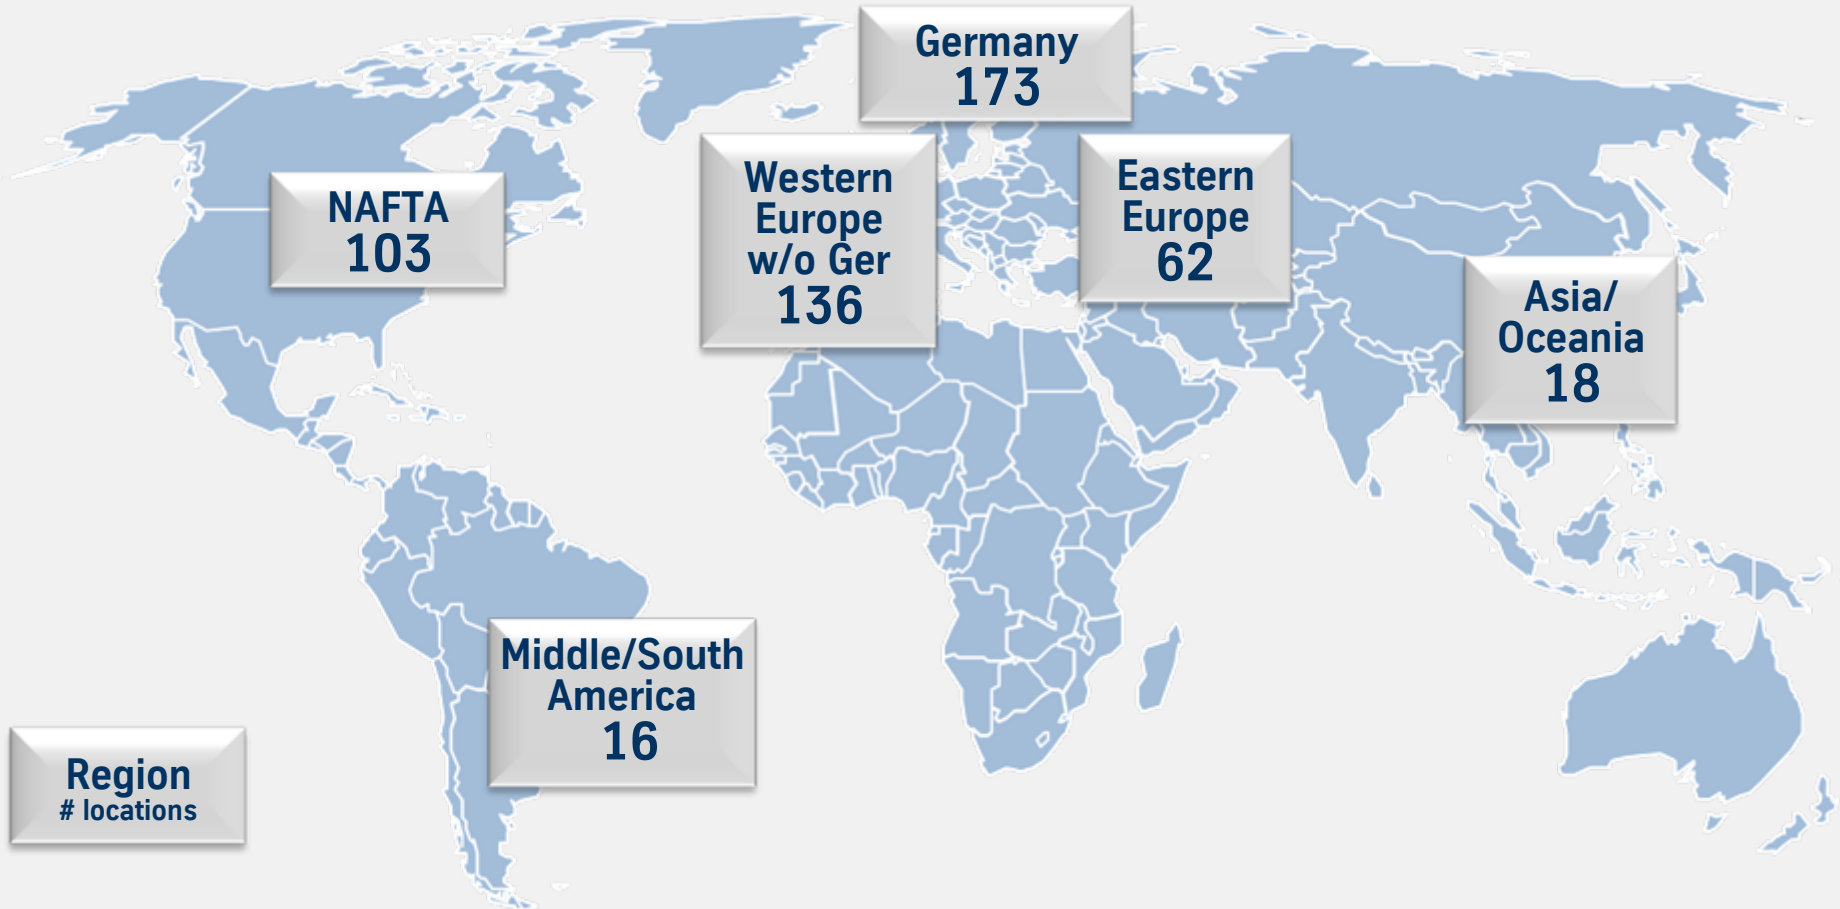 Germany
173
Western
Europe
w/o Ger
136
Eastern
Europe
62
NAFTA
103
Asia/
Oceania
18
Middle/South
America
16
Region
# locations